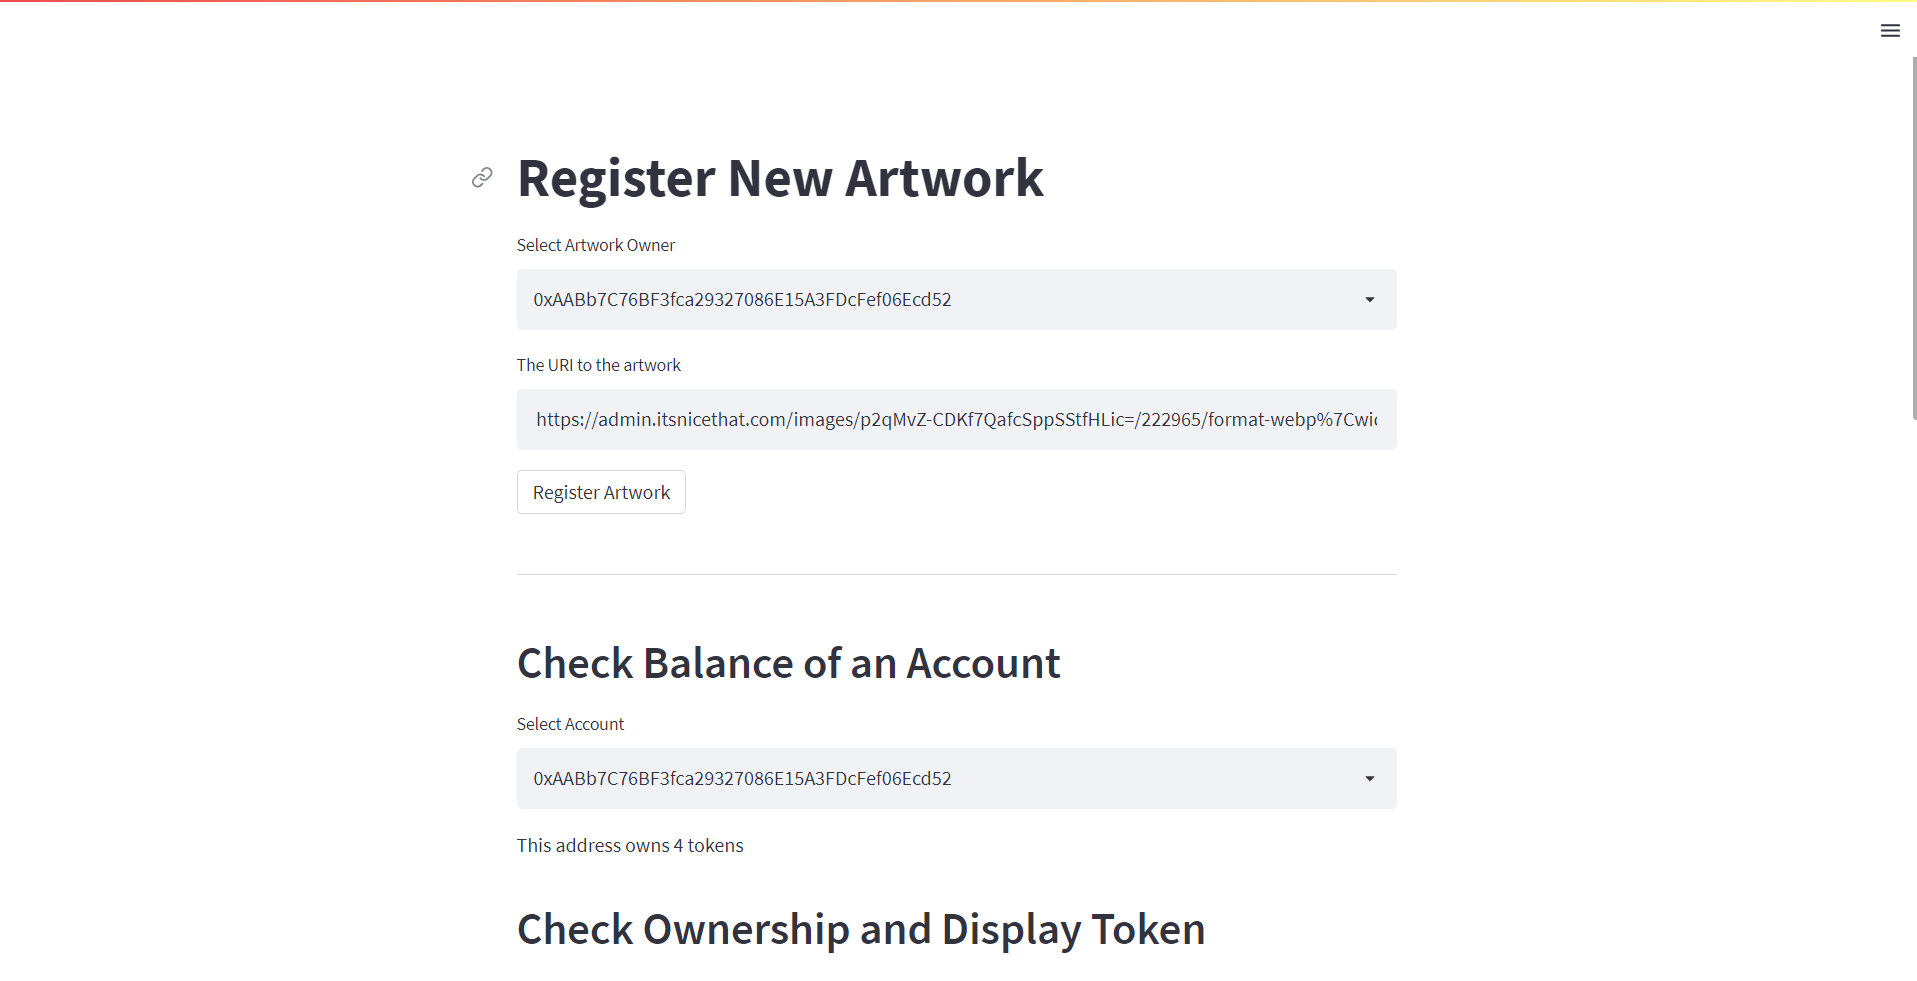 Register New Artwork
Select Artwork Owner
0xAABb7C76BF3fca29327086E15A3FDcFef06Ecd52
The URI to the artwork
https://admin.itsnicethat.com/images/p2qMvZ-CDKf7QafcSppSStfHLic=/222965/format-webp%7Cwi
Register Artwork
Check Balance of an Account
Select Account
0xAABb7C76BF3fca29327086E15A3FDcFef06Ecd52
This address owns 4 tokens
Check Ownership and Display Token